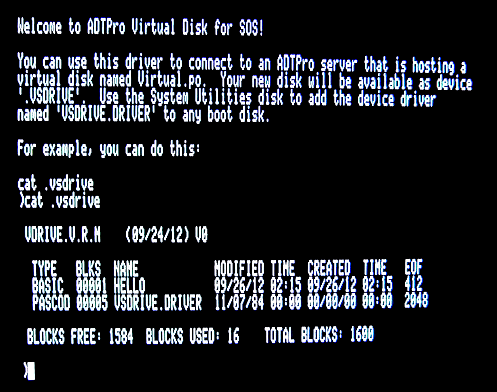 Welcome to ADTPro Virtual Disk for SOS!
You can use this driver to connect to an ADTPro server that is hosting a
virtual disk named Virtual.po.  Your new disk will be available as device
'.VSDRIVE'.  Use the System Utilities disk to add the device driver
named 'VSDRIVE.DRIVER' to any boot disk.
For example, you can do this:
cat .vsdrive
)cat .vsdrive
VDRIVE.V.R.M   (09/24/12) V0
TYPE  BLKS  NAME            MODIFIED TIME  CREATED  TIME   EOF
BASIC  00001 HELLO           09/26/12 02:15 09/26/12 02:15  412
PASCOD 00005 VSDRIVE.DRIVER  11/07/84 00:00 00/00/00 00:00  2048
BLOCKS FREE: 1584  BLOCKS USED: 16   TOTAL BLOCKS: 1600
)